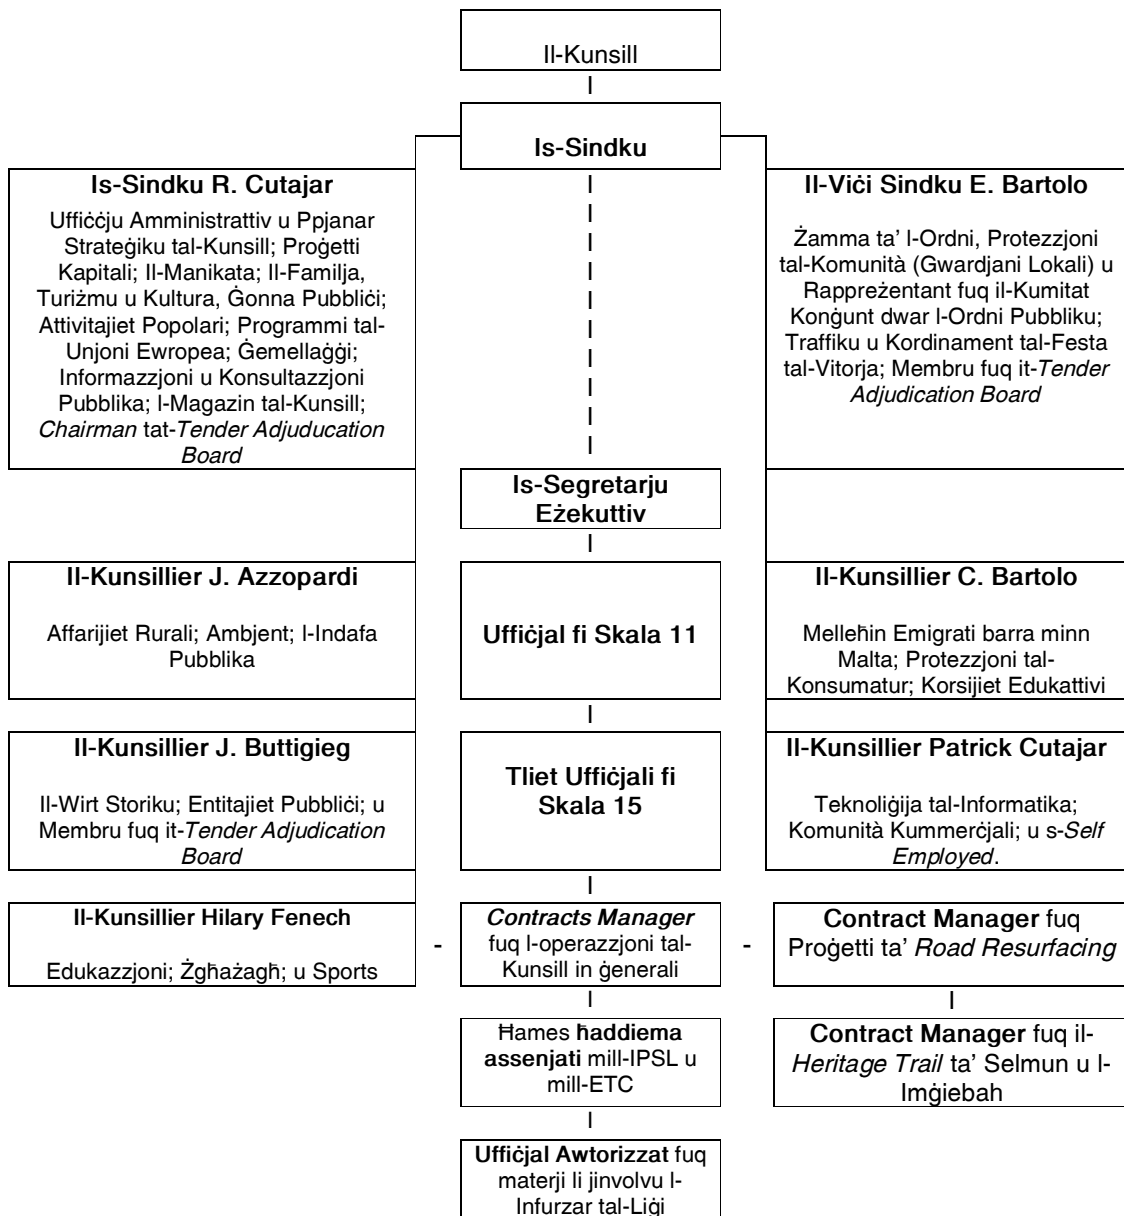 Il-Kunsill
Is-Sindku
Is-Sindku R. Cutajar
Uffiċċju Amministrattiv u Ppjanar
Strateġiku tal-Kunsill; Proġetti
Kapitali; Il-Manikata; Il-Familja,
Turiżmu u Kultura, Ġonna Pubbliċi;
Attivitajiet Popolari; Programmi tal-
Unjoni Ewropea; Ġemellaġġi;
Informazzjoni u Konsultazzjoni
Pubblika; l-Magazin tal-Kunsill;
Chairman tat-Tender Adjuducation
Board
Il-Viċi Sindku E. Bartolo
Żamma ta' l-Ordni, Protezzjoni
tal-Komunità (Gwardjani Lokali) u
Rappreżentant fuq il-Kumitat
Konġunt dwar l-Ordni Pubbliku;
Traffiku u Kordinament tal-Festa
tal-Vitorja; Membru fuq it-Tender
Adjudication Board
Is-Segretarju
Eżekuttiv
Il-Kunsillier J. Azzopardi
Affarijiet Rurali; Ambjent; l-Indafa
Pubblika
Uffiċjal fi Skala 11
Il-Kunsillier C. Bartolo
Melleħin Emigrati barra minn
Malta; Protezzjoni tal-
Konsumatur; Korsijiet Edukattivi
Il-Kunsillier J. Buttigieg
Il-Wirt Storiku; Entitajiet Pubbliċi; u
Membru fuq it-Tender Adjudication
Board
Tliet Uffiċjali fi
Skala 15
Il-Kunsillier Patrick Cutajar
Teknoliġija tal-Informatika;
Komunità Kummerċjali; u s-Self
Employed.
Il-Kunsillier Hilary Fenech
Edukazzjoni; Żgħażagħ; u Sports
Contracts Manager
fuq l-operazzjoni tal-
Kunsill in ġenerali
Contract Manager fuq
Proġetti ta' Road Resurfacing
Ħames ħaddiema
assenjati mill-IPSL u
mill-ETC
Contract Manager fuq il-
Heritage Trail ta' Selmun u l-
Imġiebah
Uffiċjal Awtorizzat fuq
materji li jinvolvu l-
Infurzar tal-Liġi